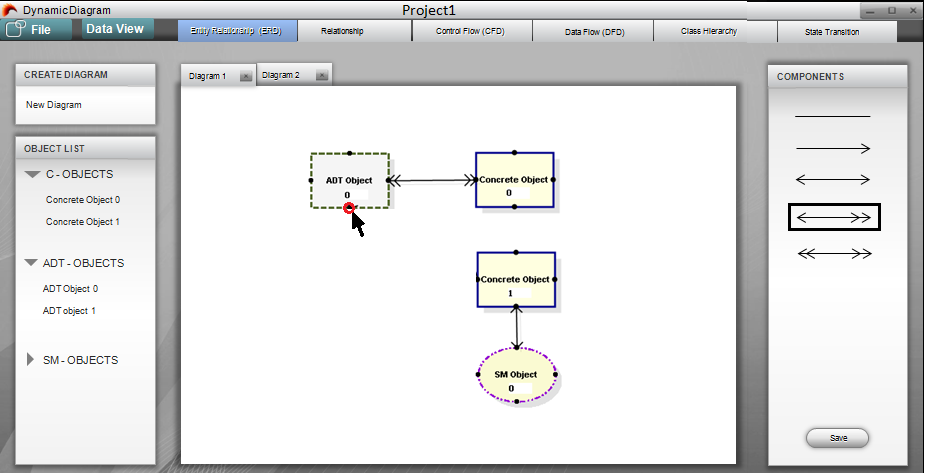 DynamicDiagram
Project1
File
Data View
Entity Relationship (ERD)
Relationship
Control Flow (CFD)
Data Flow (DFD)
Class Hierarchy
State Transition
CREATE DIAGRAM
New Diagram
OBJECT LIST
C - OBJECTS
Concrete Object 0
Concrete Object 1
ADT - OBJECTS
ADT Object 0
ADT object 1
SM - OBJECTS
Diagram 1
Diagram 2
ADT Object
0
Concrete Object
0
Concrete Object
1
SM Object
0
COMPONENTS
Save